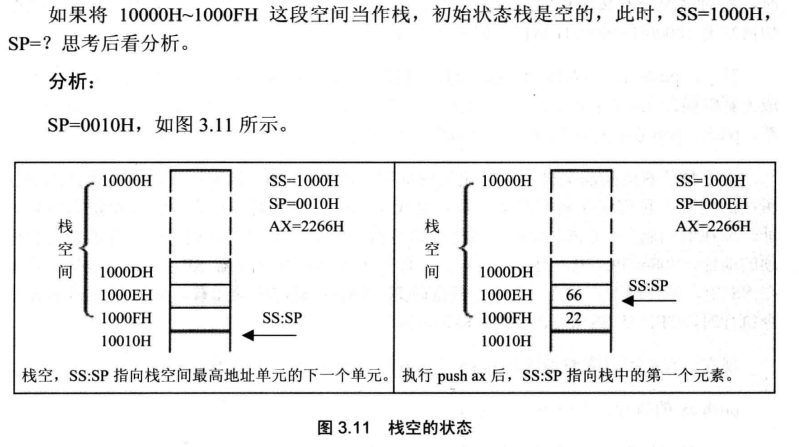 如果将 10000H~1000FH 这段空间当作栈，初始状态栈是空的，此时，SS=1000H，
SP=？思考后看分析。
分析：
SP=0010H，如图 3.11 所示。
栈空间
10000H
1000DH
1000EH
1000FH
10010H
SS=1000H
SP=0010H
AX=2266H
SS:SP
栈空，SS:SP 指向栈空间最高地址单元的下一个单元。
栈空间
10000H
1000DH
1000EH 66
1000FH 22
10010H
SS=1000H
SP=000EH
AX=2266H
SS:SP
执行 push ax 后，SS:SP 指向栈中的第一个元素。
图 3.11 栈空的状态